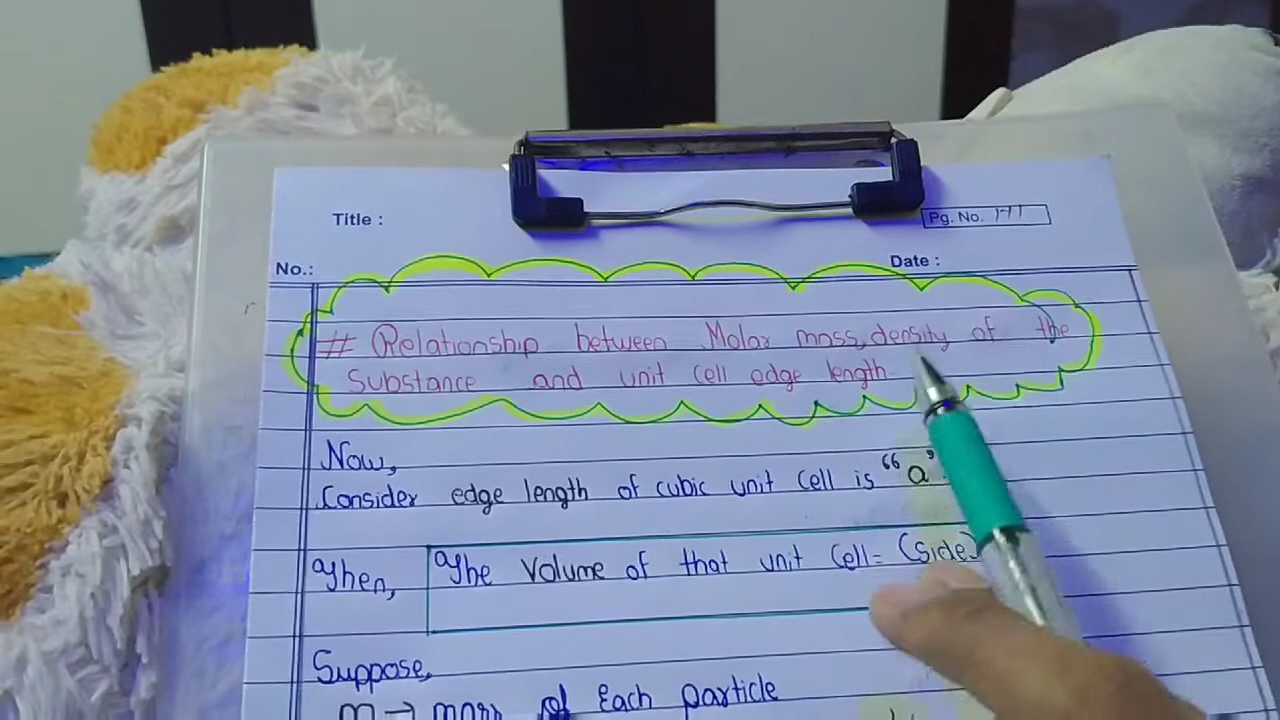 Title :
Pg. No.
No.:
Date :
# Relationship between Molar mass, density of the
Substance and unit cell edge length.
Now,
Consider edge length of cubic unit cell is "a".
Then, The Volume of that unit Cell = (Side)
Suppose,
m → mass of Each particle